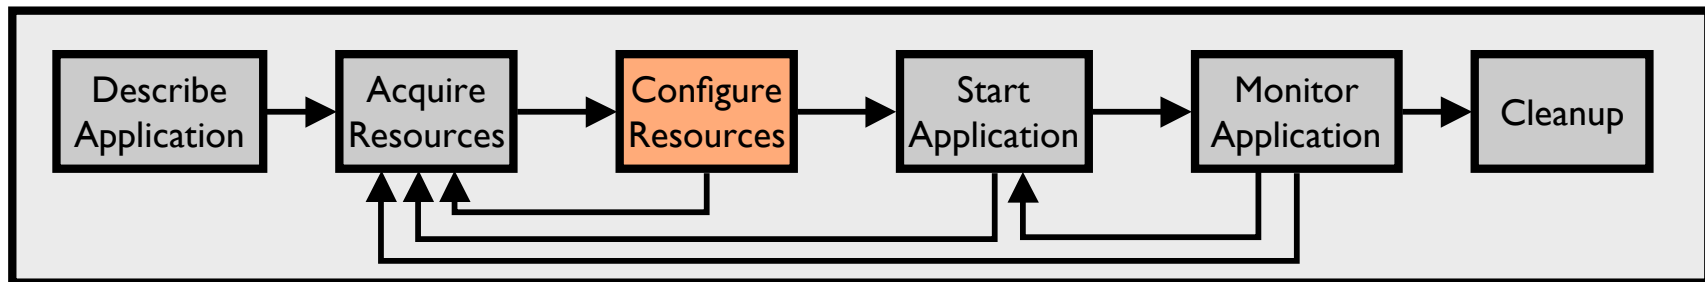 Describe
Application
Acquire
Resources
Configure
Resources
Start
Application
Monitor
Application
Cleanup